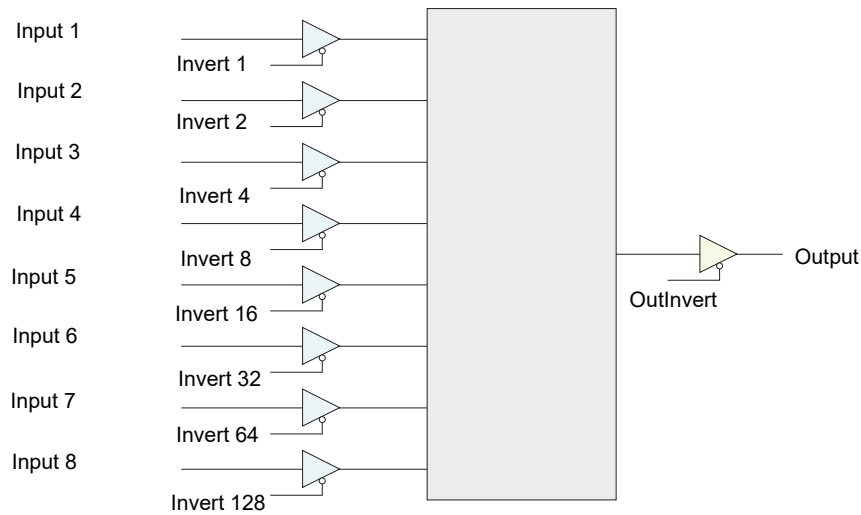 Input 1
Invert 1
Input 2
Invert 2
Input 3
Invert 4
Input 4
Invert 8
Input 5
Invert 16
Input 6
Invert 32
Input 7
Invert 64
Input 8
Invert 128
Output
OutInvert